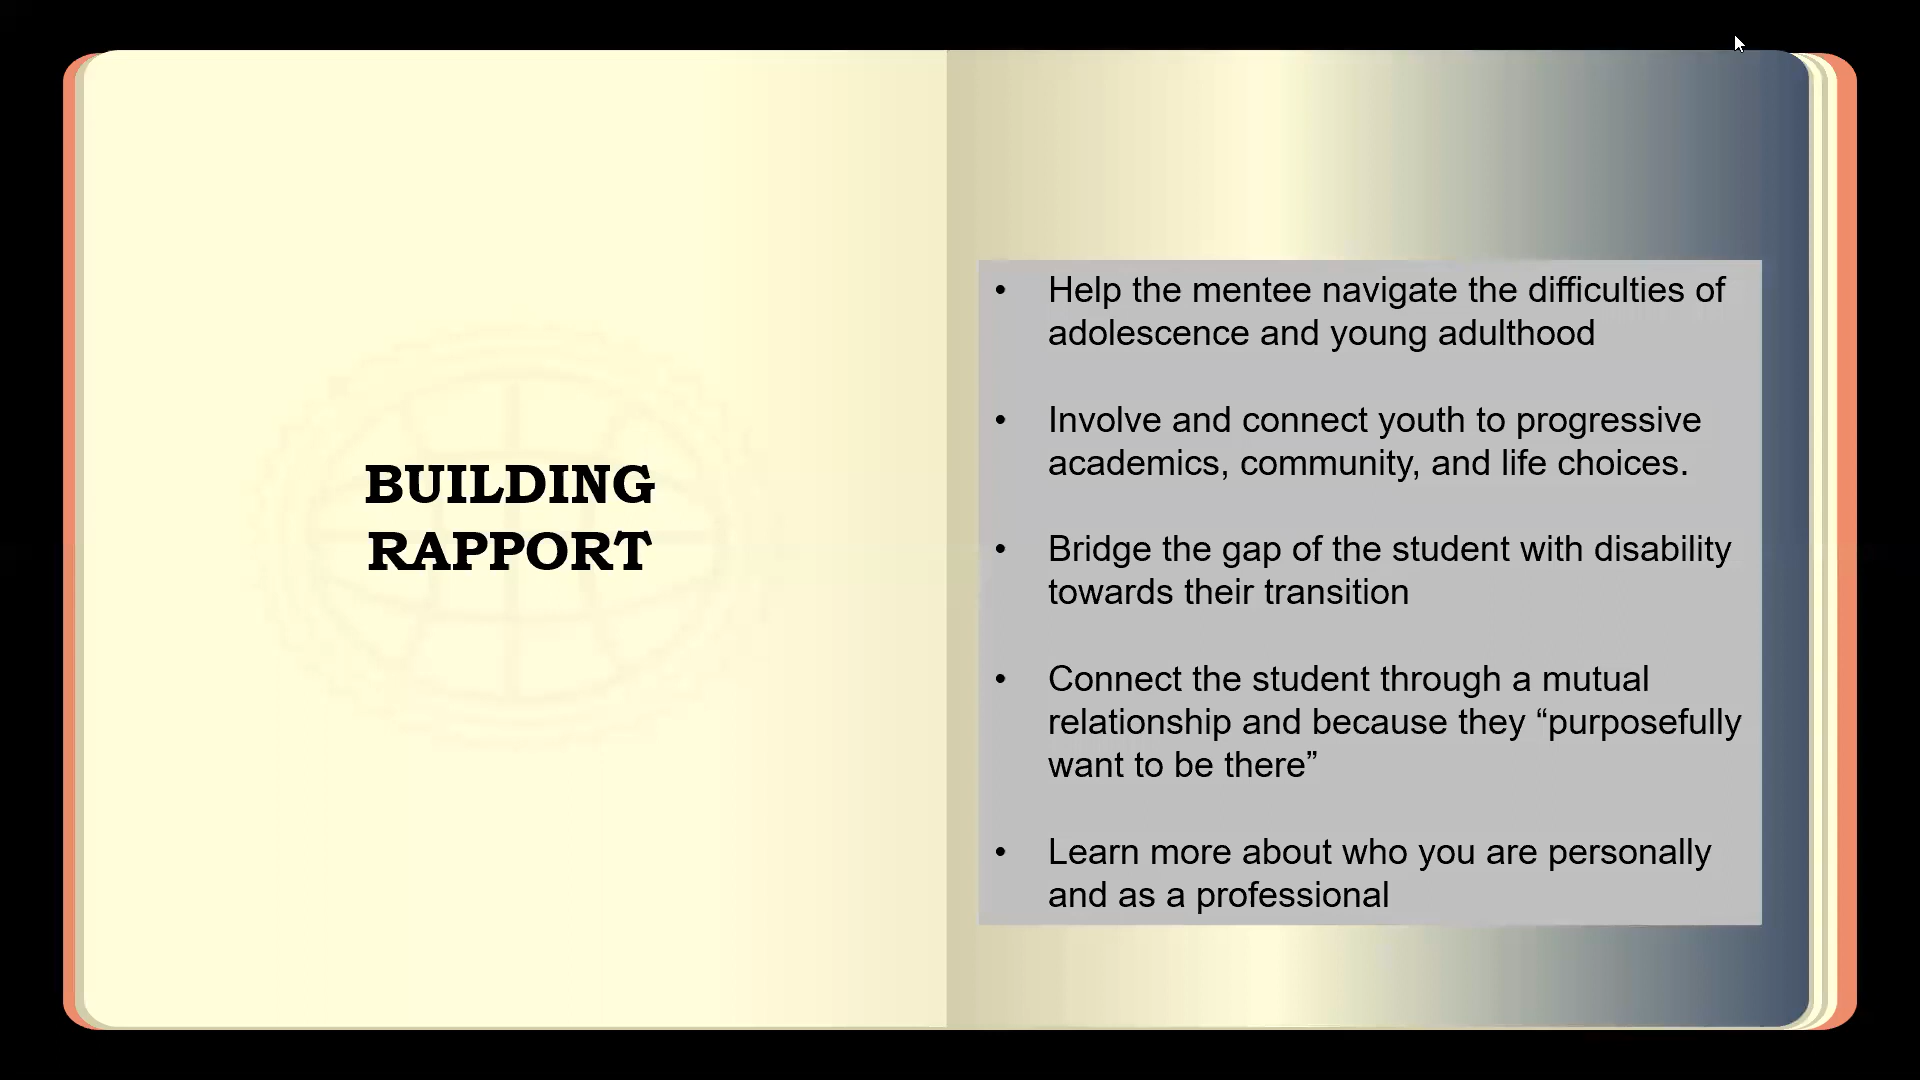 BUILDING
RAPPORT
• Help the mentee navigate the difficulties of
adolescence and young adulthood
• Involve and connect youth to progressive
academics, community, and life choices.
• Bridge the gap of the student with disability
towards their transition
• Connect the student through a mutual
relationship and because they “purposefully
want to be there”
• Learn more about who you are personally
and as a professional